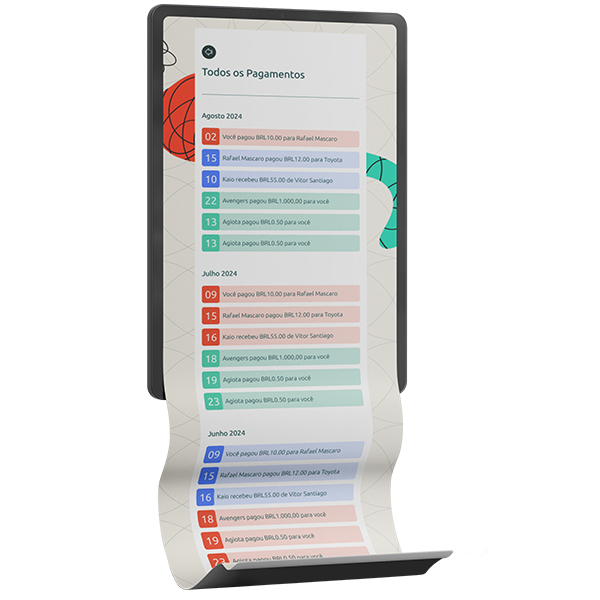 Todos os Pagamentos
Agosto 2024
02 Você pagou BRL10.00 para Rafael Mascaro
15 Rafael Mascaro pagou BRL12.00 para Toyota
10 Kaio recebeu BRL55.00 de Vitor Santiago
22 Avengers pagou BRL1.000,00 para você
13 Agiota pagou BRL0.50 para você
13 Agiota pagou BRL0.50 para você
Julho 2024
09 Você pagou BRL10.00 para Rafael Mascaro
15 Rafael Mascaro pagou BRL12.00 para Toyota
16 Kaio recebeu BRL55.00 de Vitor Santiago
18 Avengers pagou BRL1.000,00 para você
19 Agiota pagou BRL0.50 para você
23 Agiota pagou BRL0.50 para você
Junho 2024
09 Você pagou BRL10.00 para Rafael Mascaro
15 Rafael Mascaro pagou BRL12.00 para Toyota
16 Kaio recebeu BRL55.00 de Vitor Santiago
18 Avengers pagou BRL1.000,00 para você
19 Agiota pagou BRL0.50 para você
23 Agiota pagou BRL0.50 para você